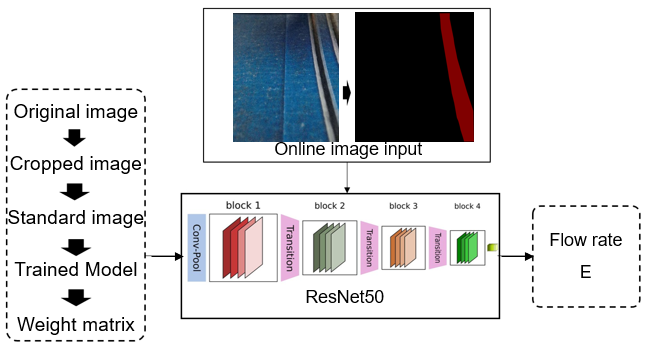 Original image
Cropped image
Standard image
Trained Model
Weight matrix
Online image input
block 1
block 2
block 3
block 4
Conv-Pool
Transition
Transition
Transition
ResNet50
Flow rate
E